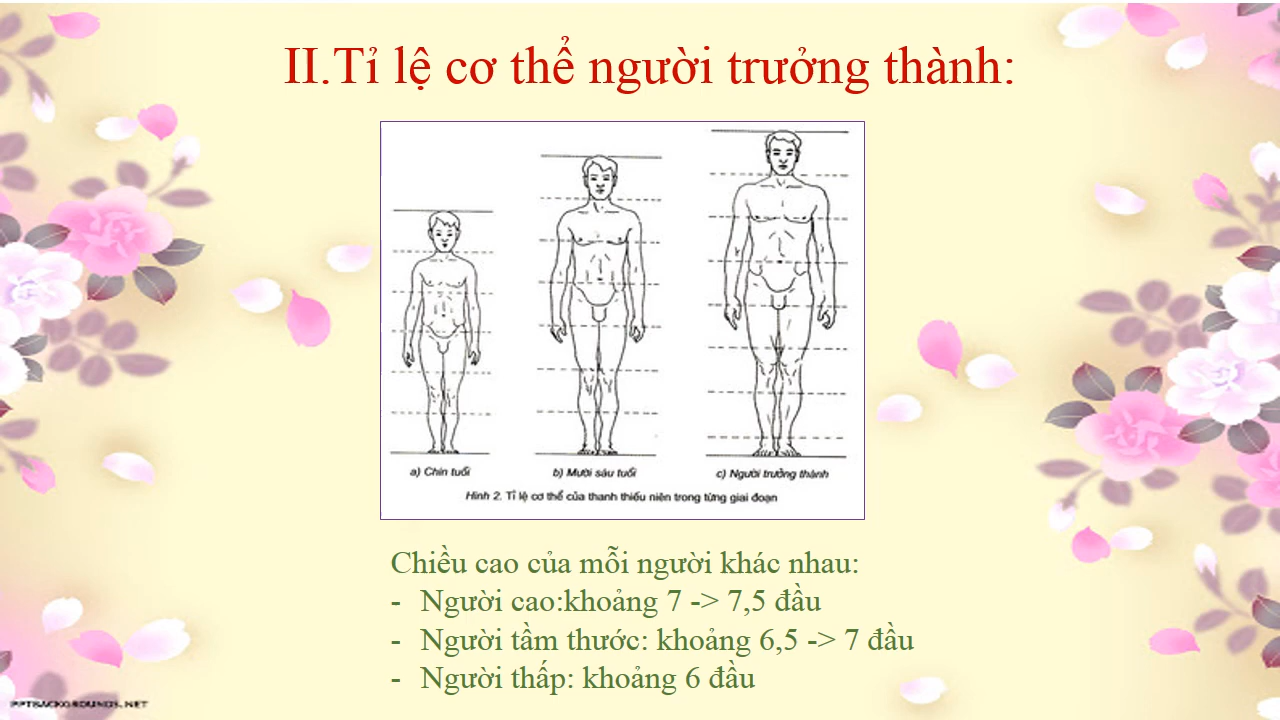 II.Tỉ lệ cơ thể người trưởng thành:
a) Chín tuổi
b) Mười sáu tuổi
c) Người trưởng thành
Hình 2. Tỉ lệ cơ thể của thanh thiếu niên trong từng giai đoạn
Chiều cao của mỗi người khác nhau:
- Người cao:khoảng 7 -> 7,5 đầu
- Người tầm thước: khoảng 6,5 -> 7 đầu
- Người thấp: khoảng 6 đầu
PPTBACKGROUNDS.NET